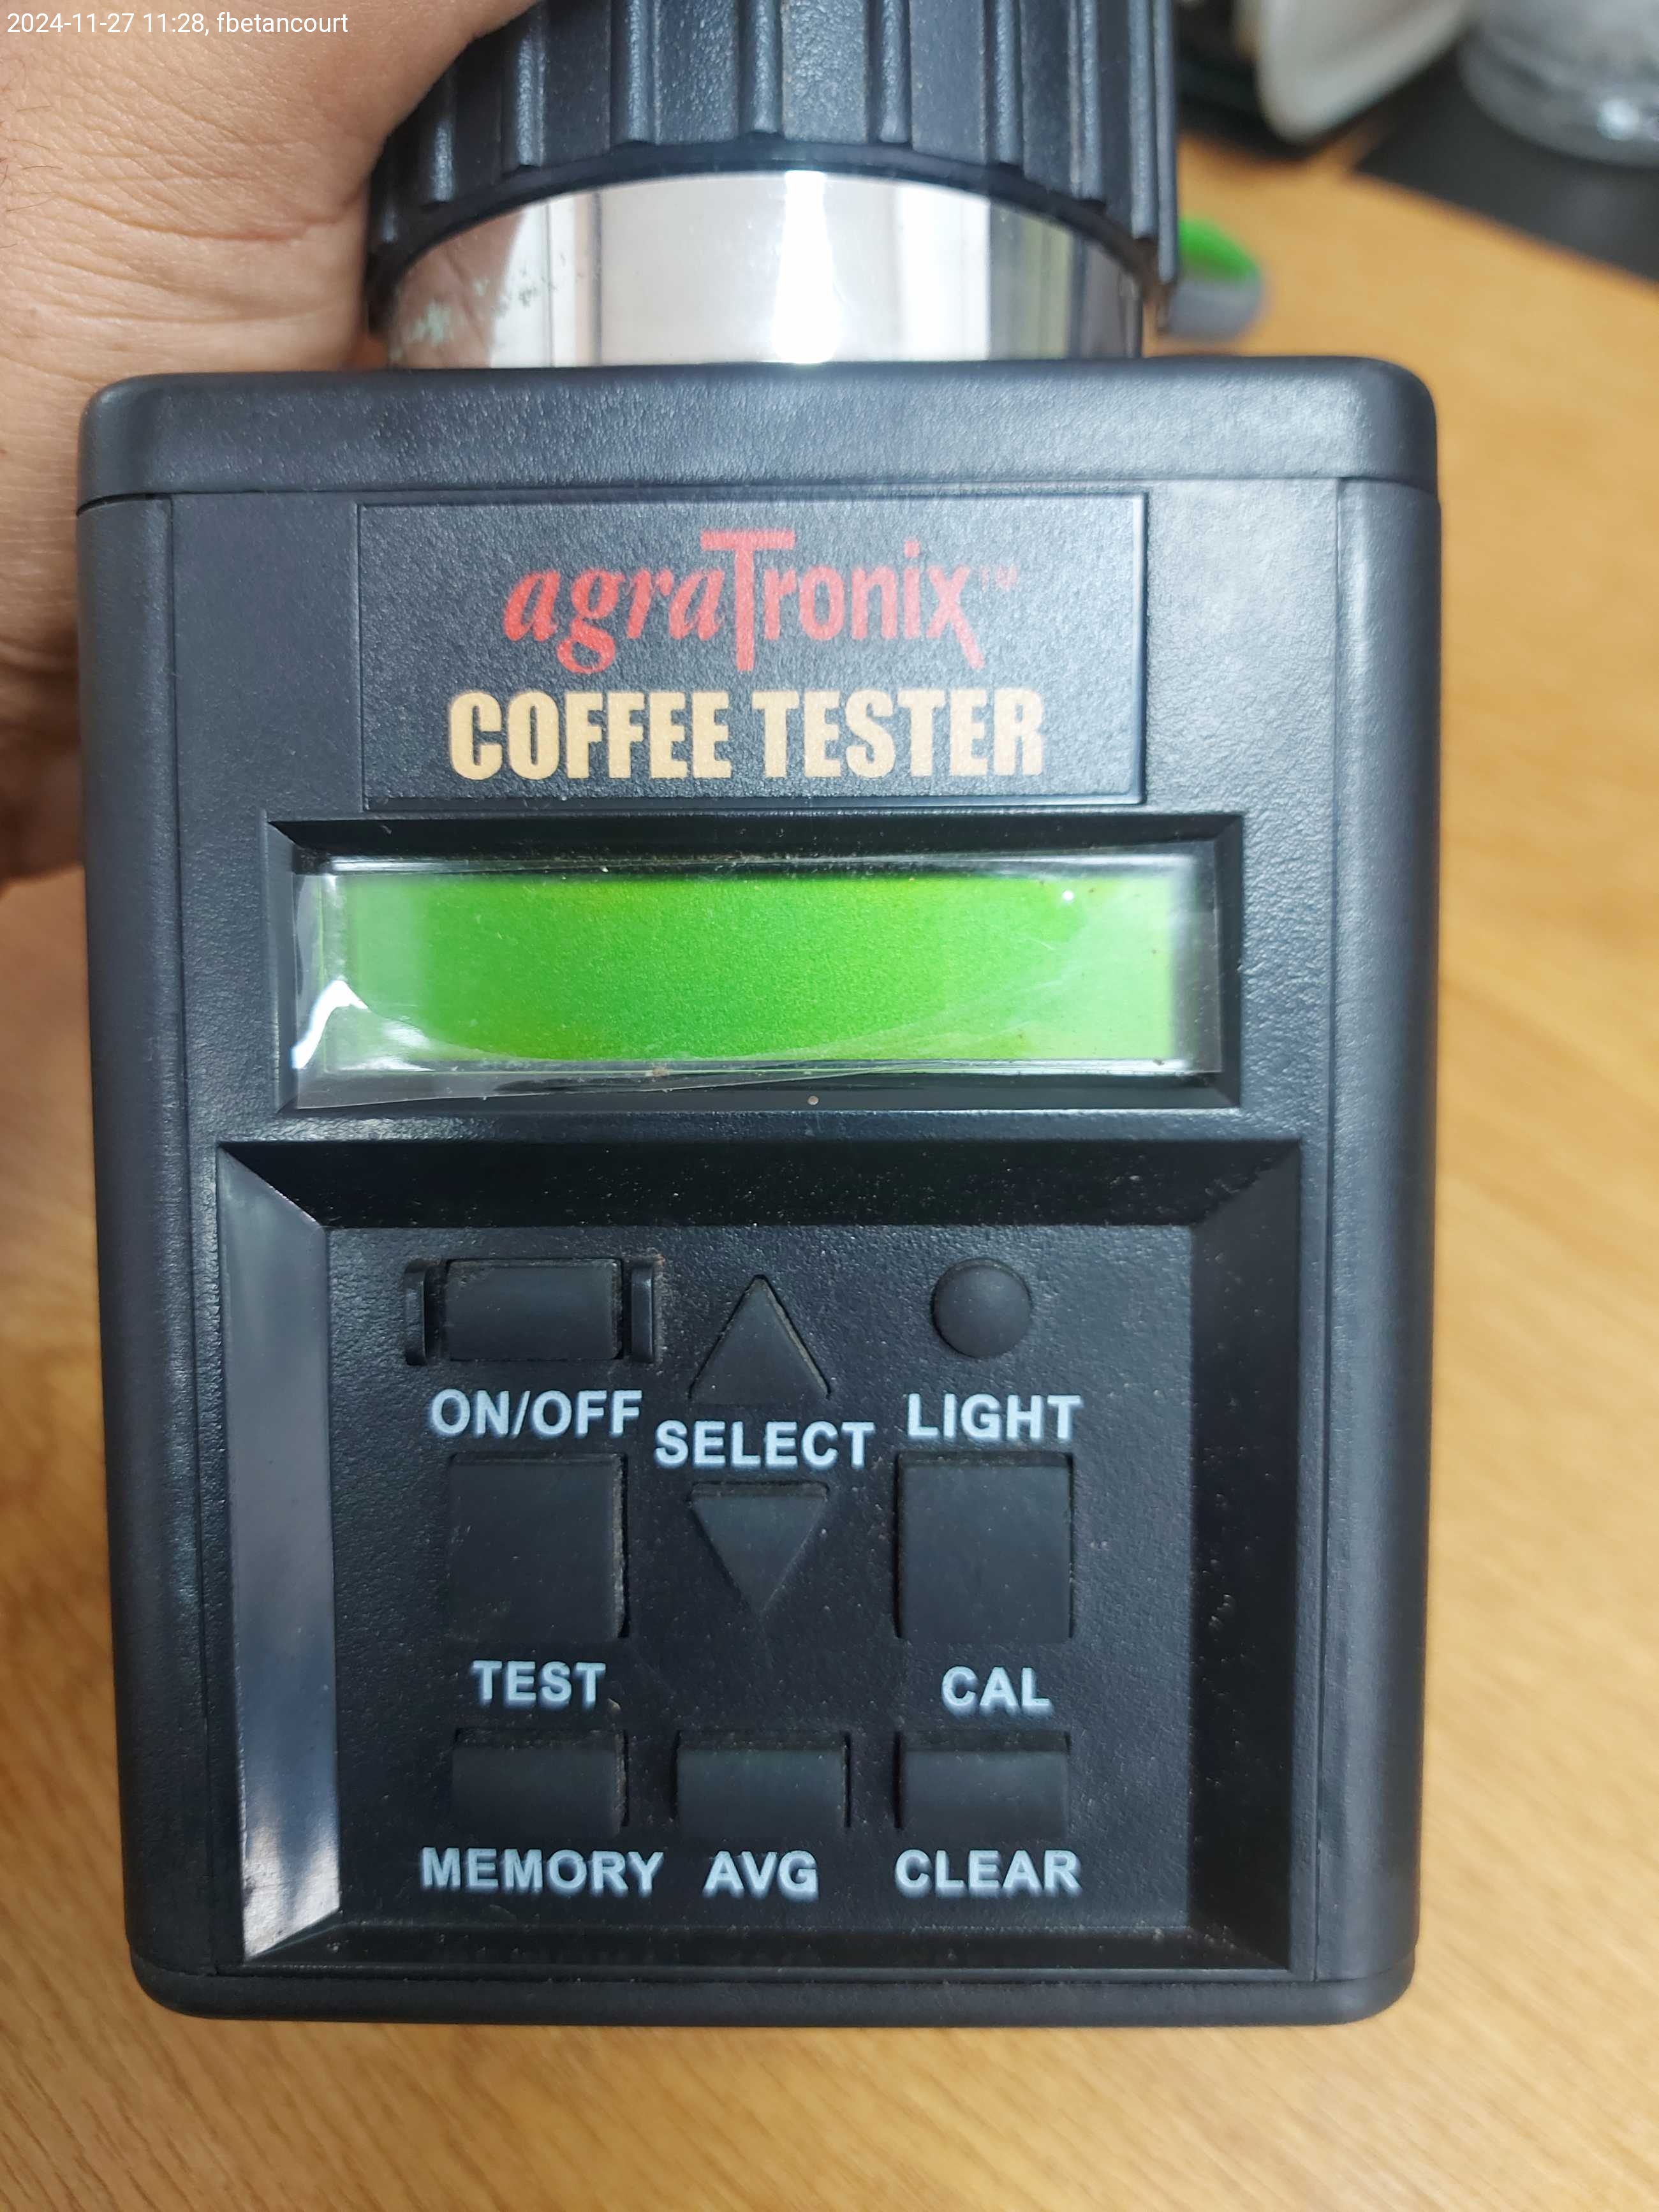 2024-11-27 11:28, fbetancourt
agraTronix™
COFFEE TESTER
ON/OFF
SELECT
LIGHT
TEST
CAL
MEMORY
AVG
CLEAR